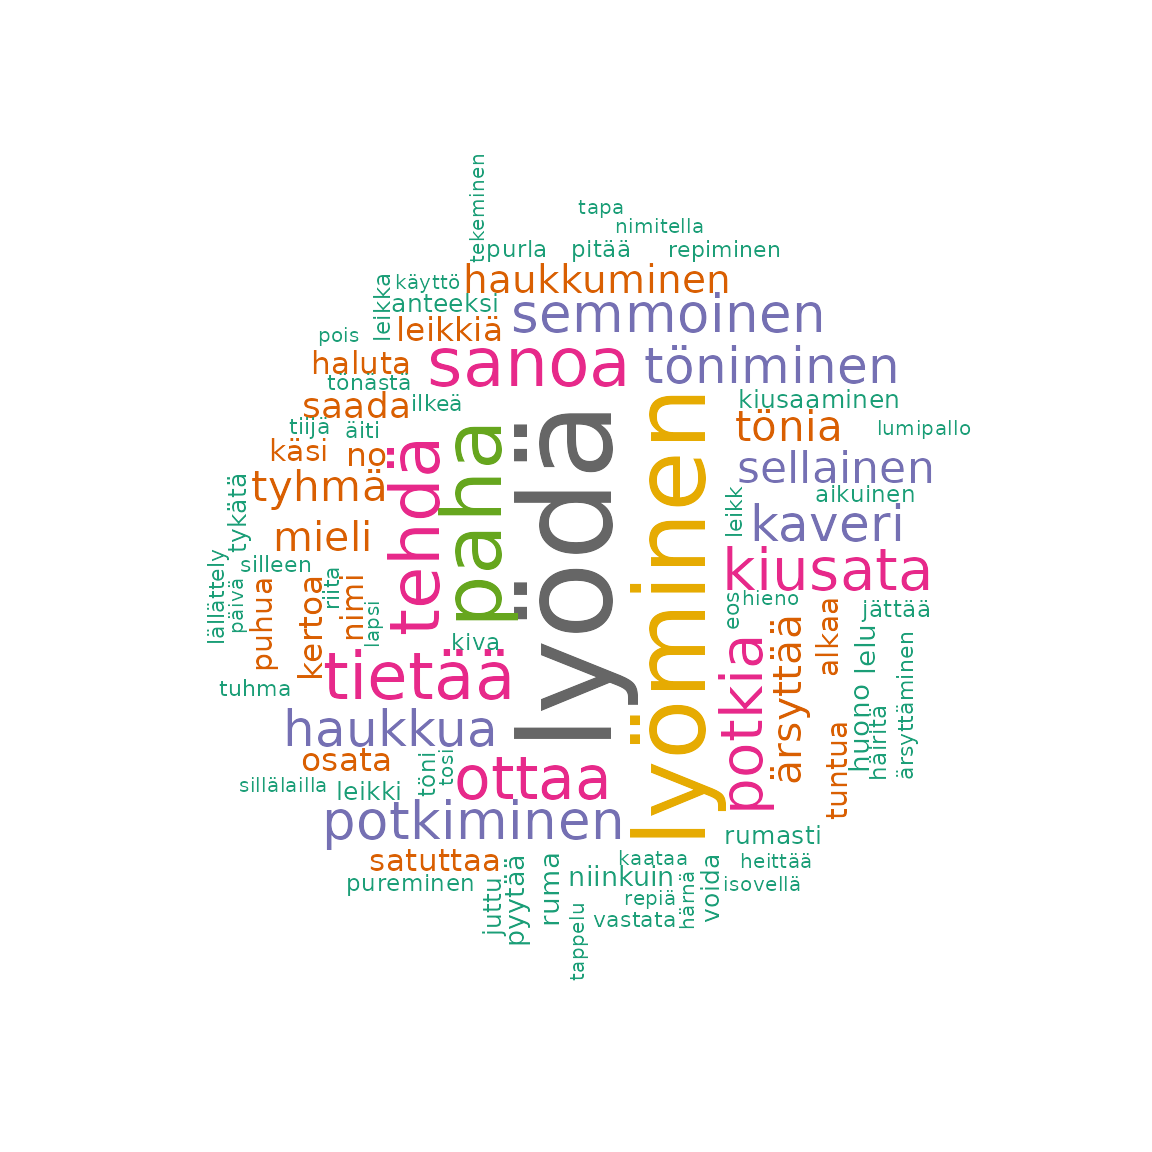 tekeminen
tapa
nimitella
purla
pitää
repiminen
haukkuminen
käyttö
leikka
anteeksi
semmoinen
leikkiä
pois
sanoa
töniminen
haluta
tönästä
kiusaaminen
saada
ilkeä
tönia
lumipallo
tiijä
äiti
käsi
no
tehdä
paha
lyödä
lyöminen
sellainen
tyhmä
tykätä
leikk
aikuinen
kaveri
mieli
silleen
kiusata
lällättely
päivä
puhua
kertoa
riita
nimi
lapsi
eos
hieno
jättää
kiva
potkia
ärsyttää
alkaa
lelu
ärsyttäminen
tietää
tuhma
huono
häiritä
haukkua
tuntua
osata
töni
tosi
ottaa
sillälailla
leikki
potkiminen
rumasti
satuttaa
kaataa
heittää
pureminen
juttu
pyytää
ruma
niinkuin
repiä
härnä
voida
isovellä
vastata
tappelu